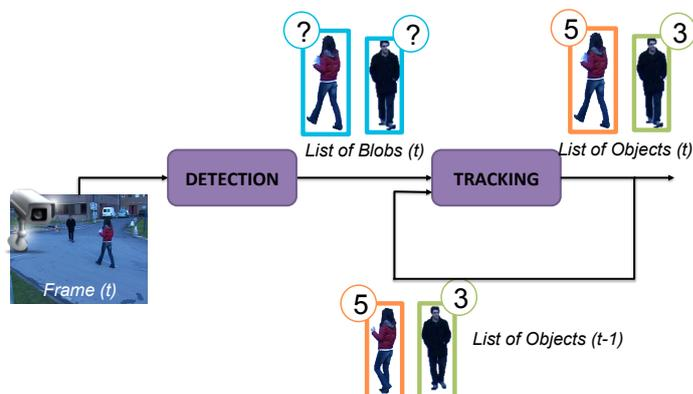 ? ?
5 3
List of Blobs (t)
List of Objects (t)
DETECTION
TRACKING
Frame (t)
5 3
List of Objects (t-1)